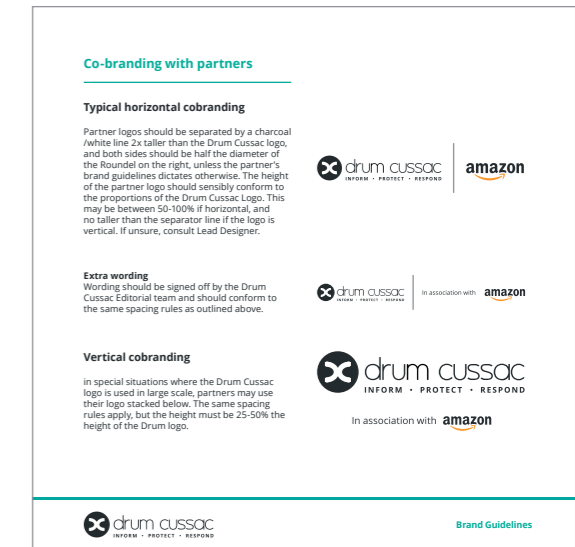 Co-branding with partners
Typical horizontal cobranding
Partner logos should be separated by a charcoal
/white line 2x taller than the Drum Cussac logo,
and both sides should be half the diameter of
the Roundel on the right, unless the partner's
brand guidelines dictates otherwise. The height
of the partner logo should sensibly conform to
the proportions of the Drum Cussac Logo. This
may be between 50-100% if horizontal, and
no taller than the separator line if the logo is
vertical. If unsure, consult Lead Designer.
drum cussac
INFORM · PROTECT · RESPOND
amazon
Extra wording
Wording should be signed off by the Drum
Cussac Editorial team and should conform to
the same spacing rules as outlined above.
drum cussac
INFORM · PROTECT · RESPOND
In association with amazon
Vertical cobranding
in special situations where the Drum Cussac
logo is used in large scale, partners may use
their logo stacked below. The same spacing
rules apply, but the height must be 25-50% the
height of the Drum logo.
drum cussac
INFORM · PROTECT · RESPOND
In association with amazon
drum cussac
INFORM · PROTECT · RESPOND
Brand Guidelines